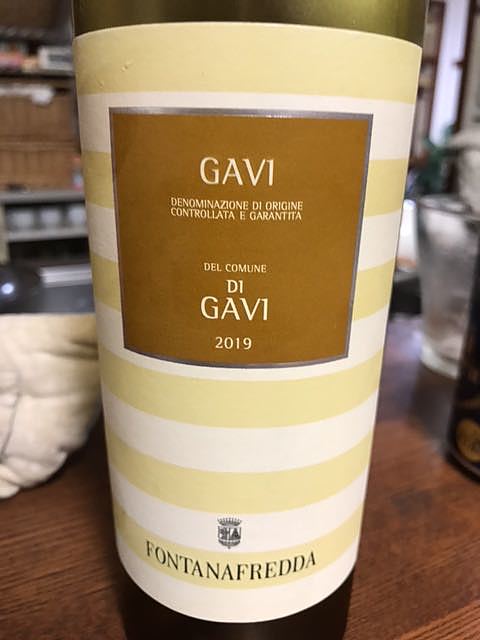 GAVI
DENOMINAZIONE DI ORIGINE
CONTROLLATA E GARANTITA
DEL COMUNE
DI
GAVI
2019
FONTANAFREDDA